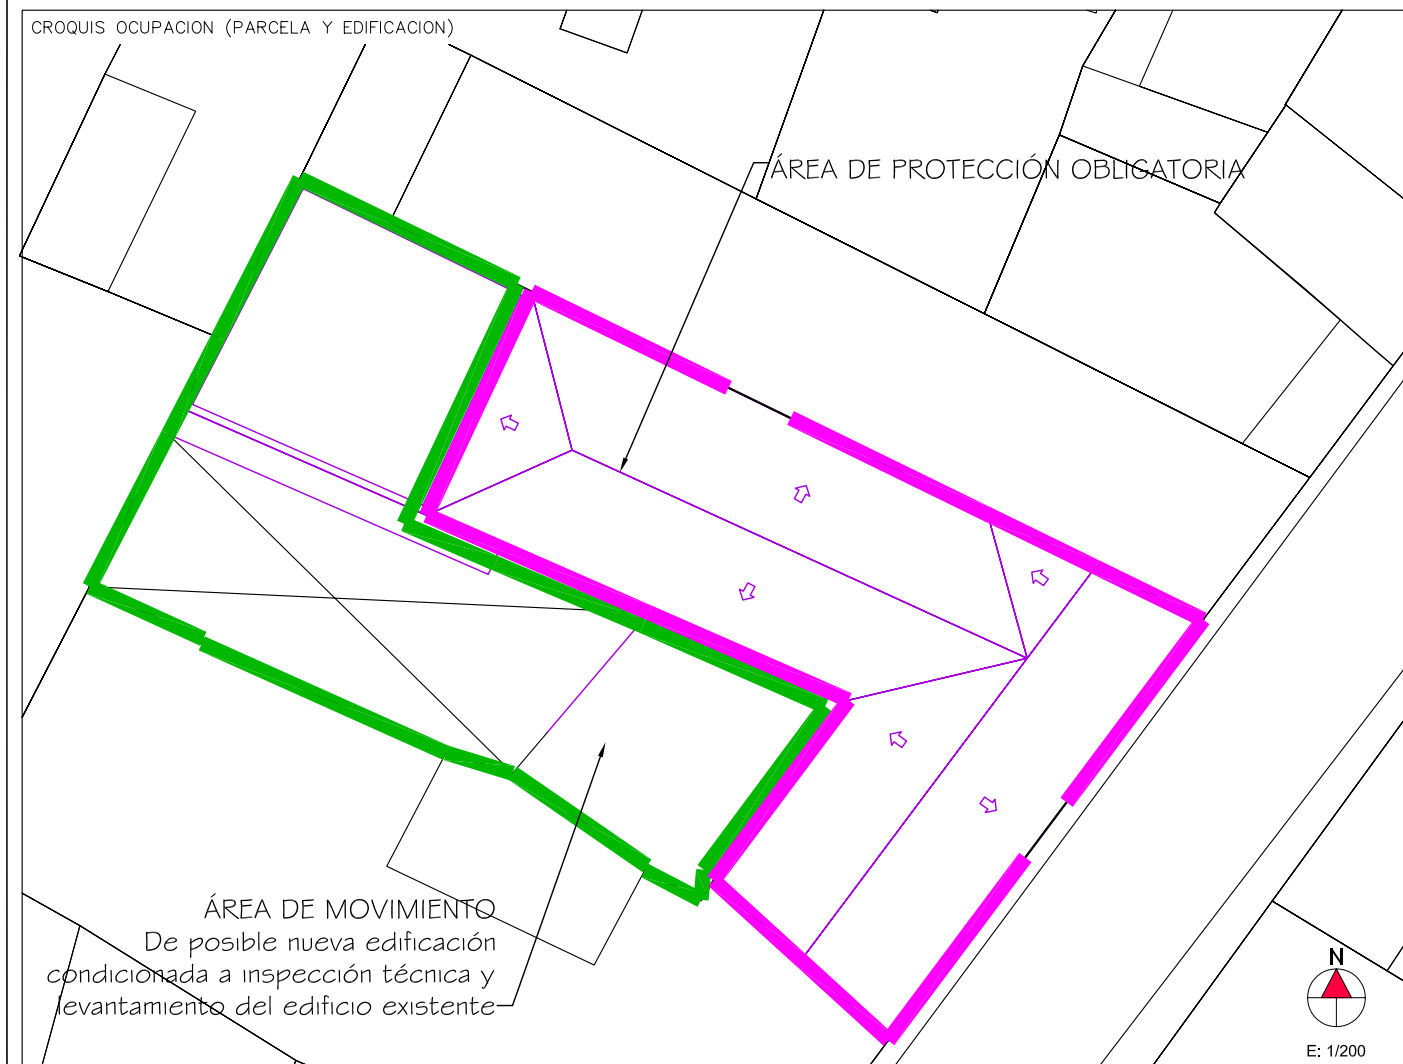 CROQUIS OCUPACION (PARCELA Y EDIFICACION)
ÁREA DE PROTECCIÓN OBLIGATORIA
ÁREA DE MOVIMIENTO
De posible nueva edificación
condicionada a inspección técnica y
levantamiento del edificio existente
N
E: 1/200